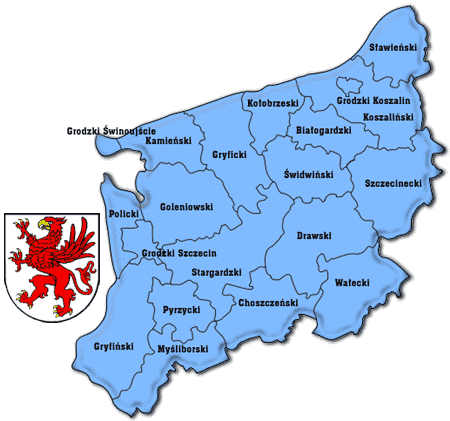 Sławieński
Kołobrzeski
Grodzki Koszalin
Koszaliński
Grodzki Świnoujście
Białogardzki
Kamieński
Gryficki
Świdwiński
Szczecinecki
Goleniowski
Policki
Drawski
Grodzki Szczecin
Stargardzki
Wałecki
Choszczeński
Pyrzycki
Gryfiński
Myśliborski